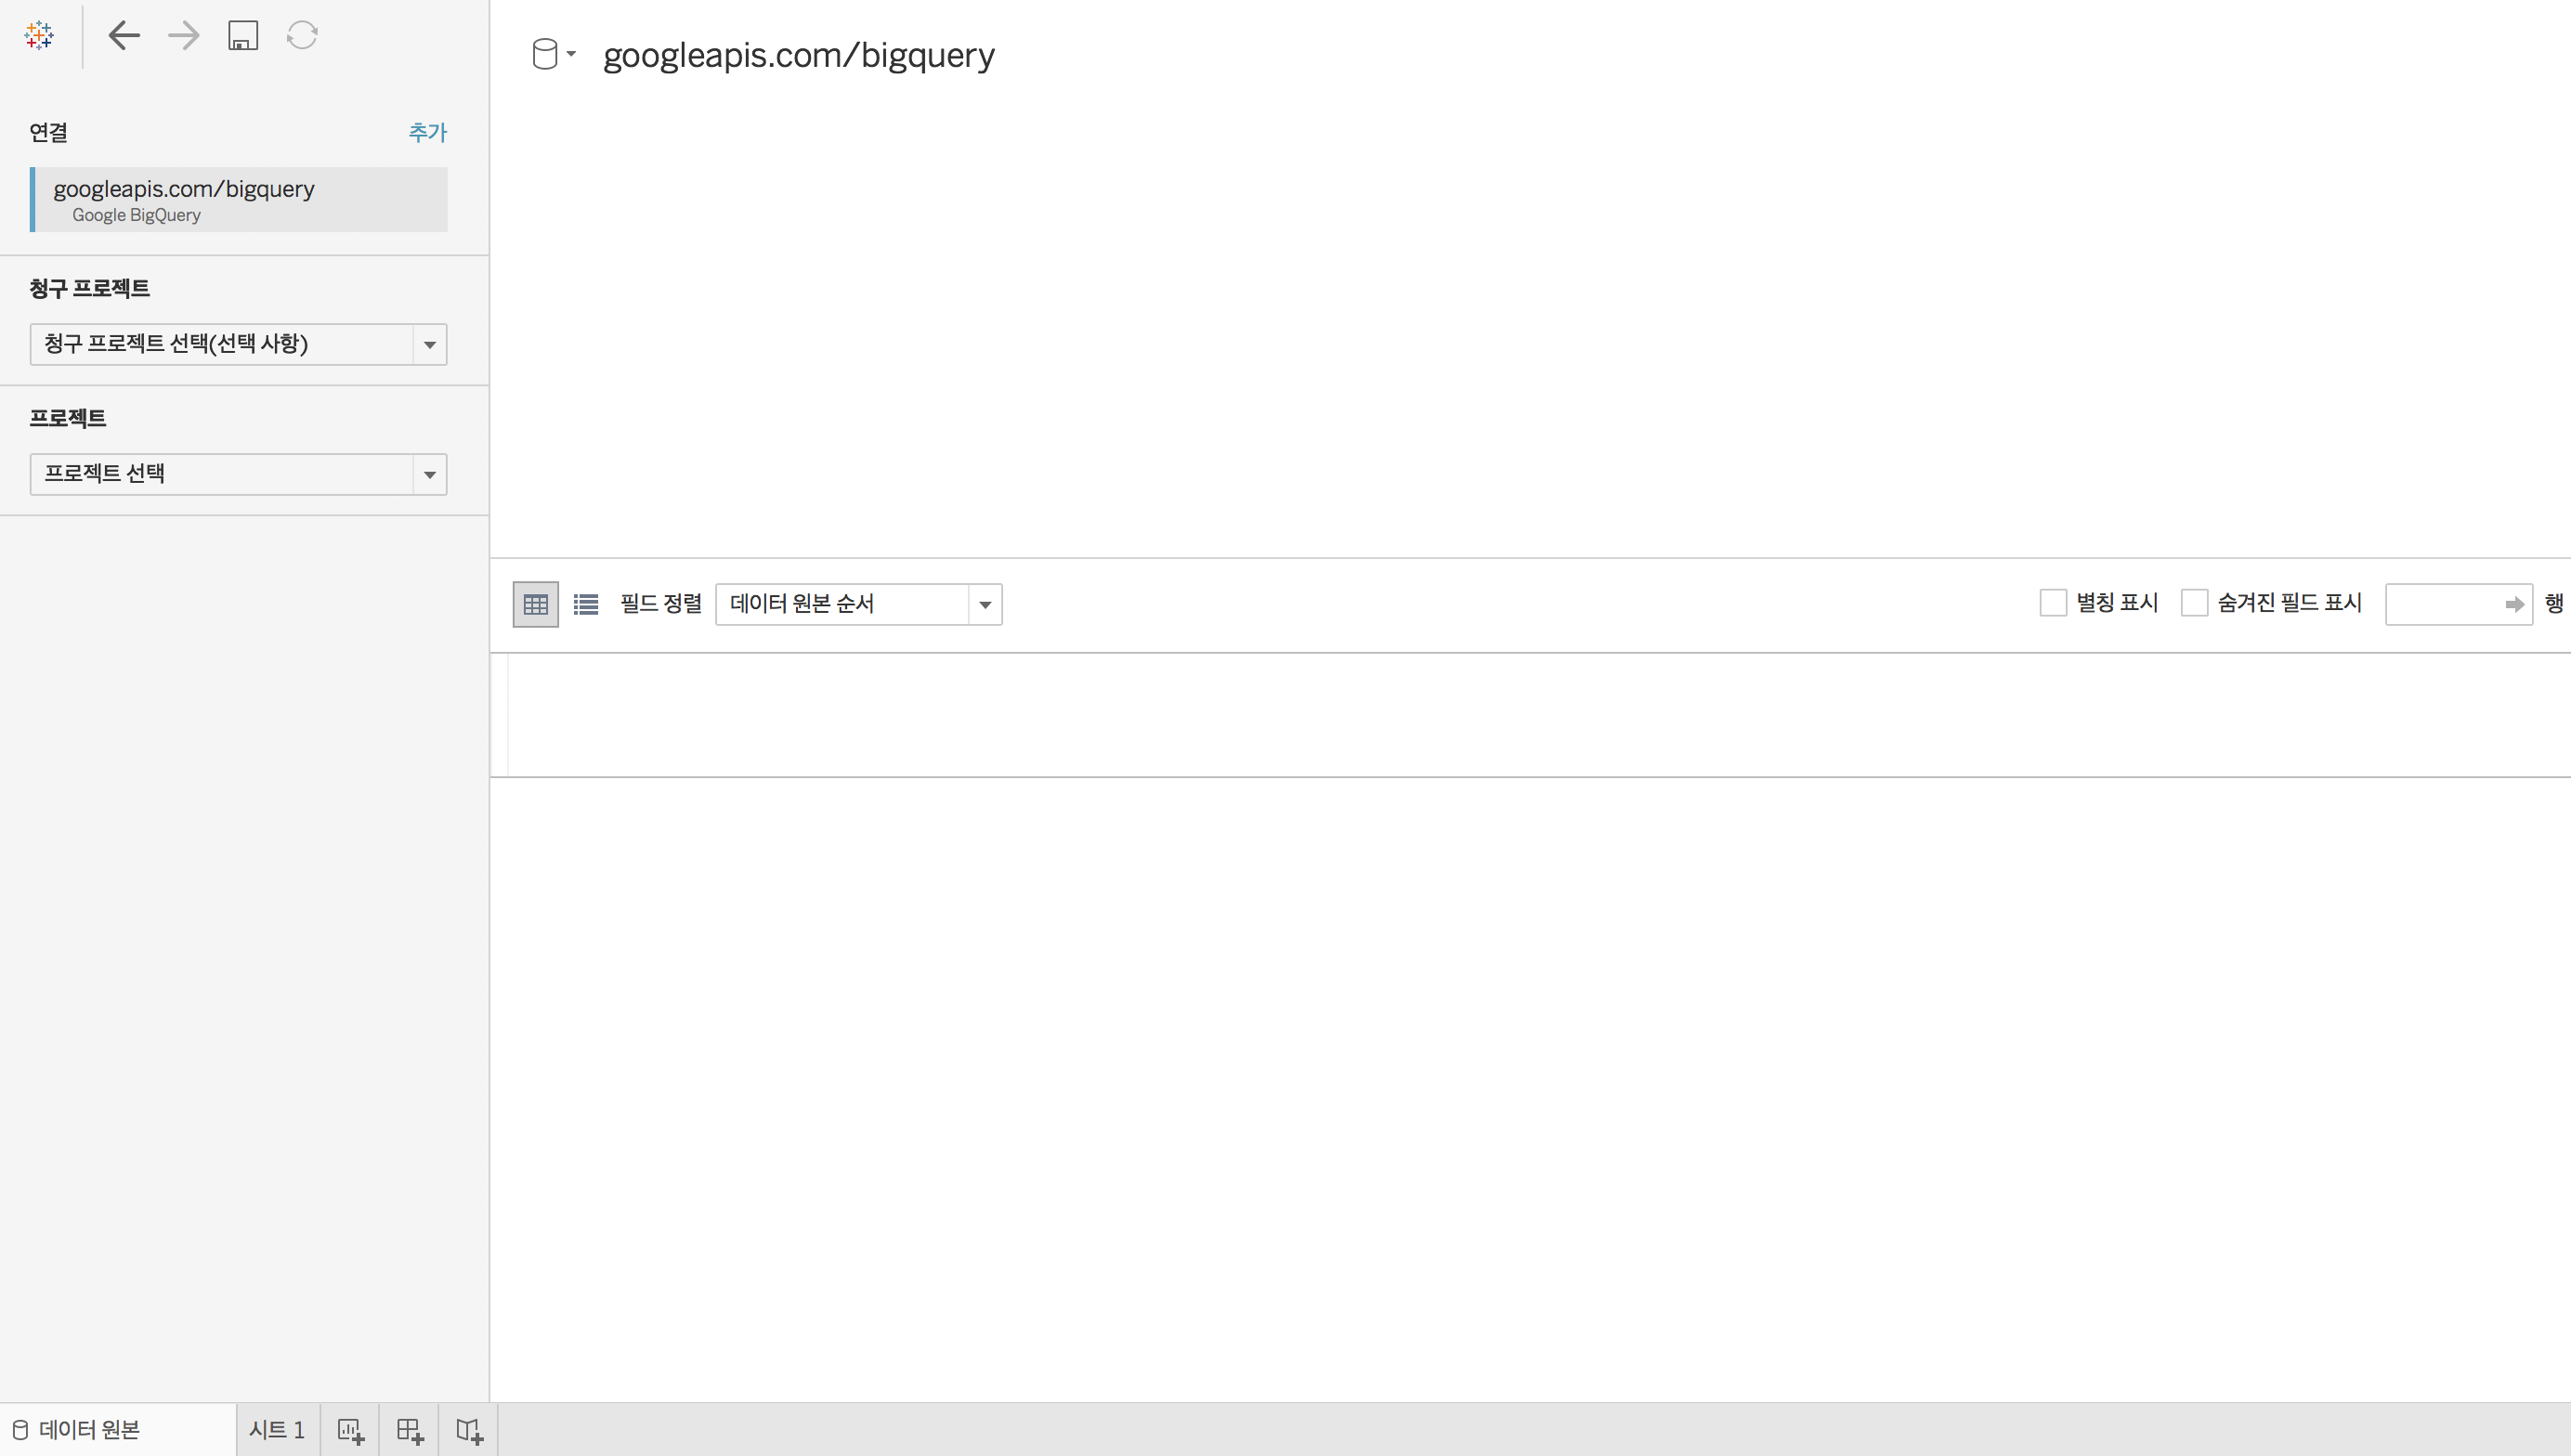 googleapis.com/bigquery
연결 추가
googleapis.com/bigquery
Google BigQuery
청구 프로젝트
청구 프로젝트 선택(선택 사항)
프로젝트
프로젝트 선택
필드 정렬 데이터 원본 순서 별칭 표시 숨겨진 필드 표시 행
데이터 원본 시트 1